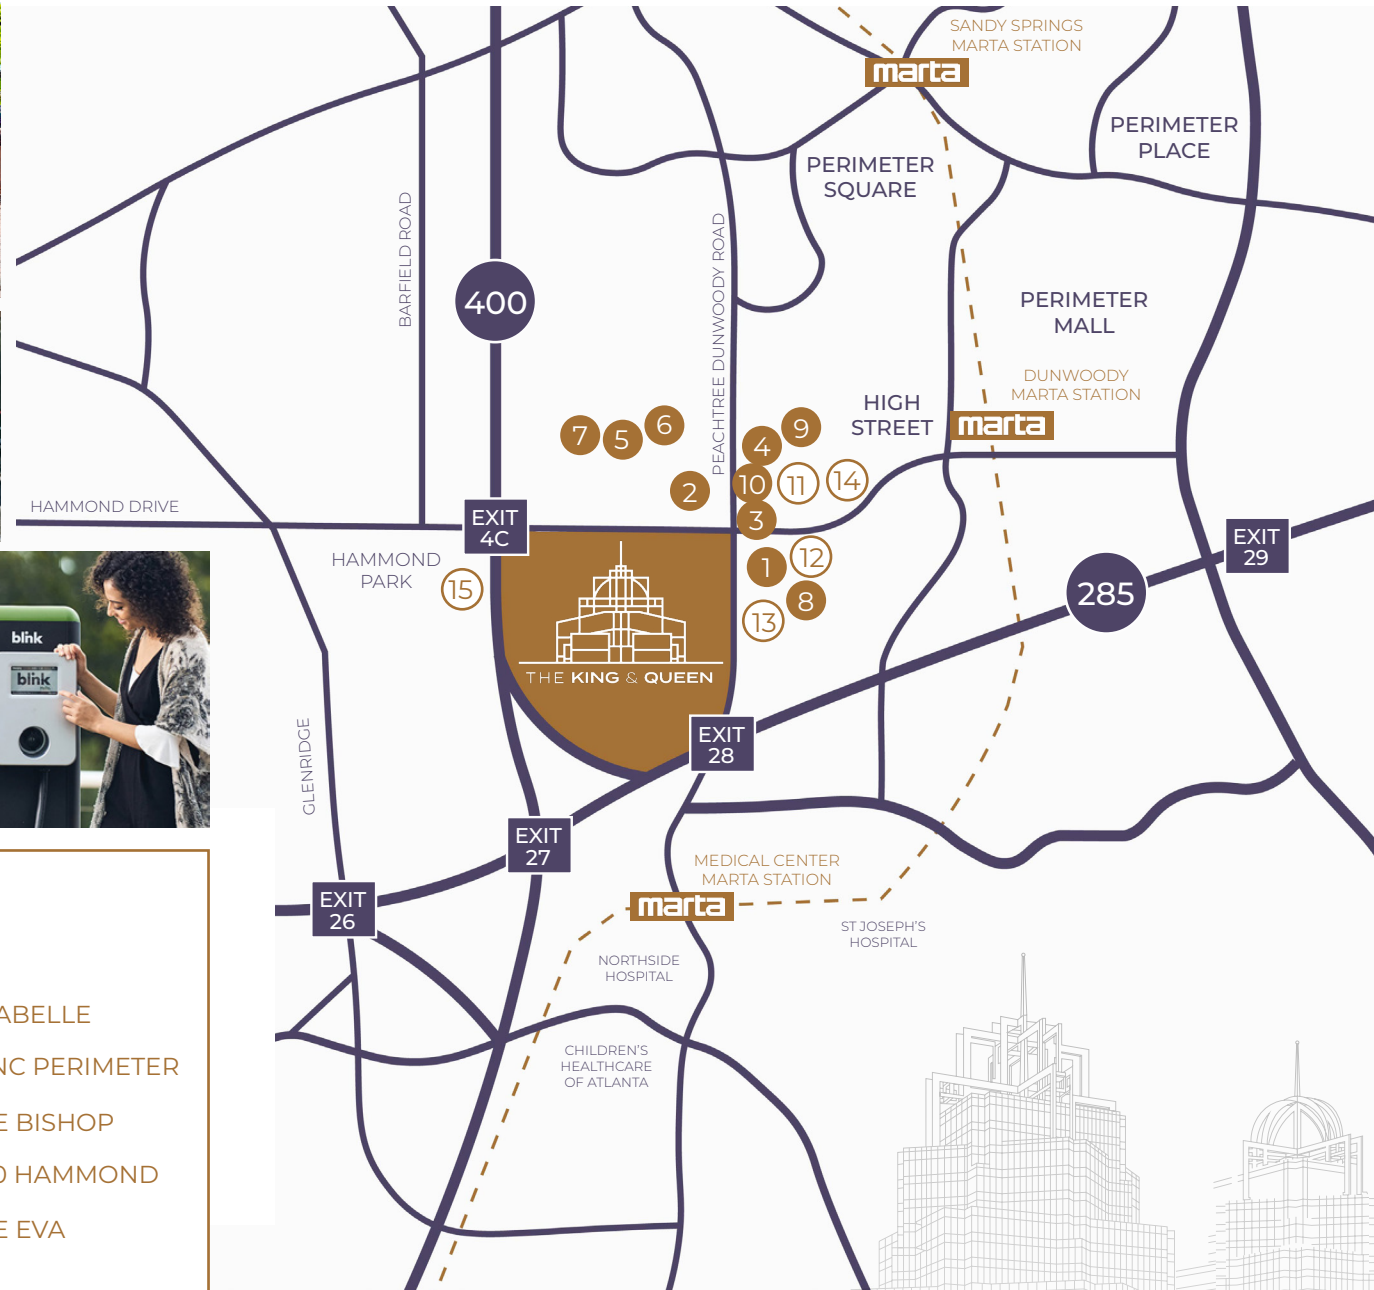 SANDY SPRINGS
MARTA STATION
marta
PERIMETER
PLACE
PERIMETER
SQUARE
BARFIELD ROAD
PEACHTREE DUNWOODY ROAD
400
PERIMETER
MALL
DUNWOODY
MARTA STATION
marta
HIGH
STREET
7
5
6
4
9
2
10
11
14
3
HAMMOND DRIVE
EXIT
4C
EXIT
29
HAMMOND
PARK
15
1
12
8
13
285
THE KING & QUEEN
blink
blink
GLENRIDGE
EXIT
28
EXIT
27
EXIT
26
MEDICAL CENTER
MARTA STATION
marta
ST JOSEPH'S
HOSPITAL
NORTHSIDE
HOSPITAL
CHILDREN'S
HEALTHCARE
OF ATLANTA
ABELLE
NC PERIMETER
E BISHOP
0 HAMMOND
E EVA